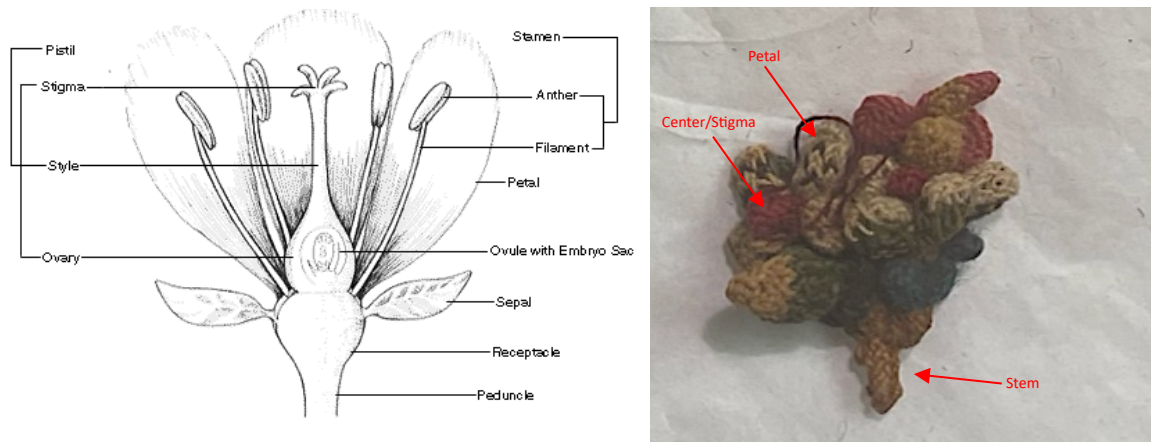 Pistil
Stigma
Style
Ovary
Stamen
Anther
Filament
Petal
Ovule with Embryo Sac
Sepal
Receptacle
Peduncle
Petal
Center/Stigma
Stem